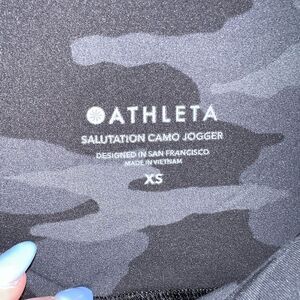 ATHLETA
SALUTATION CAMO JOGGER
DESIGNED IN SAN FRANCISCO
MADE IN VIETNAM
XS